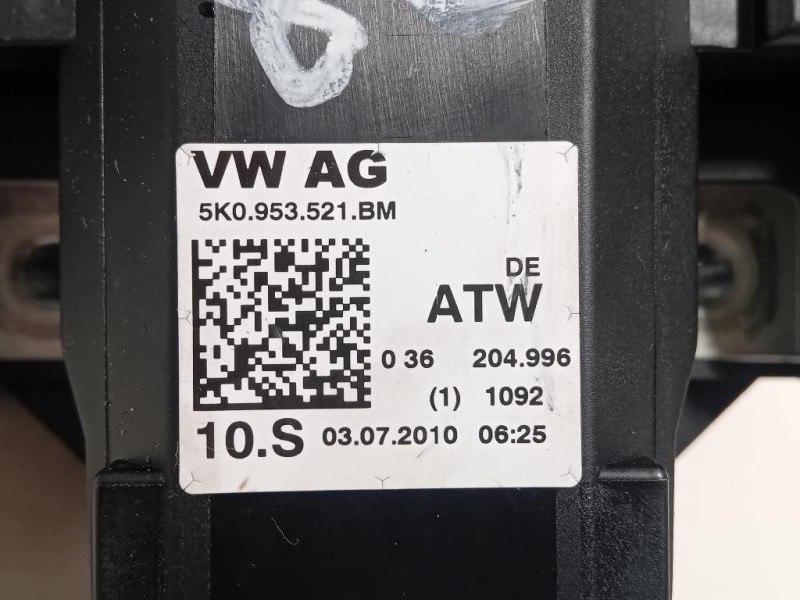 8
VW AG
5K0.953.521.BM
DE
ATW
0 36 204.996
(1) 1092
10.S 03.07.2010 06:25